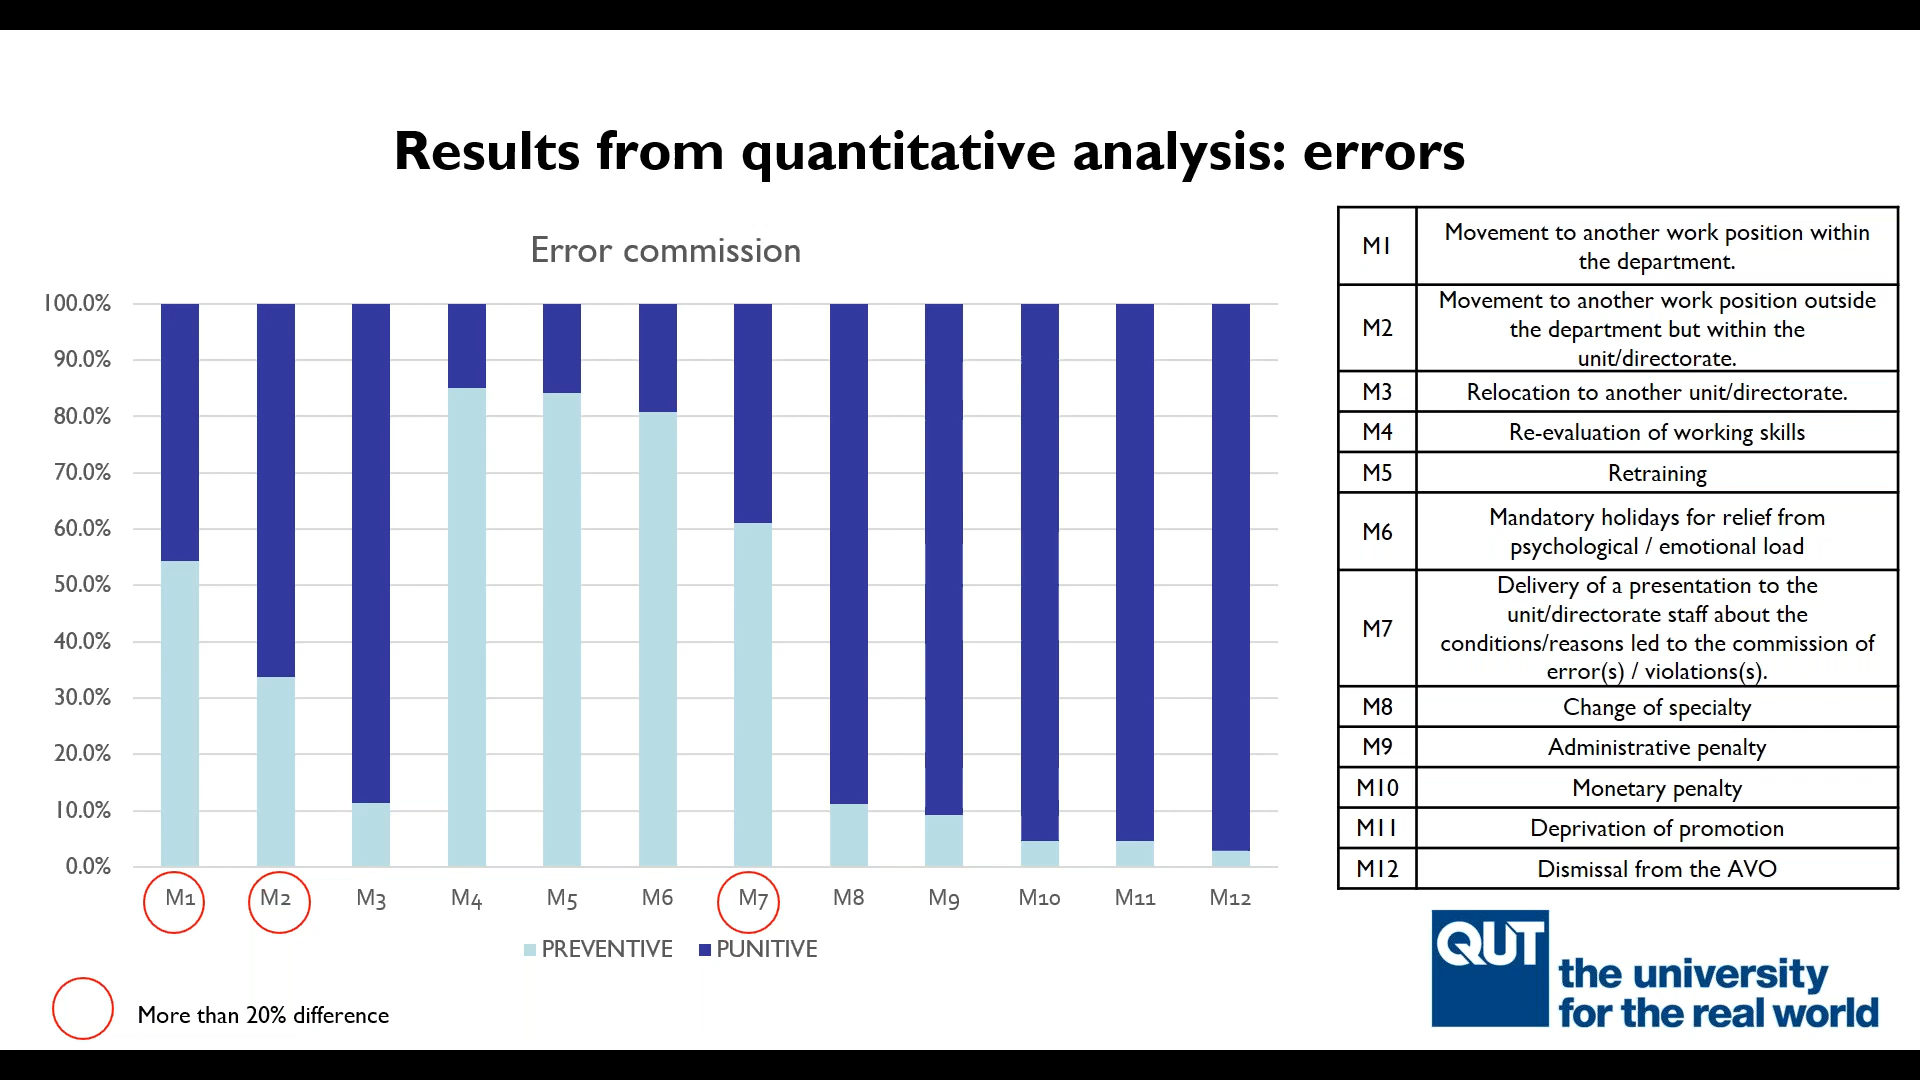 Results from quantitative analysis: errors
Error commission
100.0%
90.0%
80.0%
70.0%
60.0%
50.0%
40.0%
30.0%
20.0%
10.0%
0.0%
M1 M2 M3 M4 M5 M6 M7 M8 M9 M10 M11 M12
PREVENTIVE PUNITIVE
More than 20% difference
M1 Movement to another work position within
the department.
M2 Movement to another work position outside
the department but within the
unit/directorate.
M3 Relocation to another unit/directorate.
M4 Re-evaluation of working skills
M5 Retraining
M6 Mandatory holidays for relief from
psychological / emotional load
M7 Delivery of a presentation to the
unit/directorate staff about the
conditions/reasons led to the commission of
error(s) / violations(s).
M8 Change of specialty
M9 Administrative penalty
M10 Monetary penalty
M11 Deprivation of promotion
M12 Dismissal from the AVO
QUT
the university
for the real world